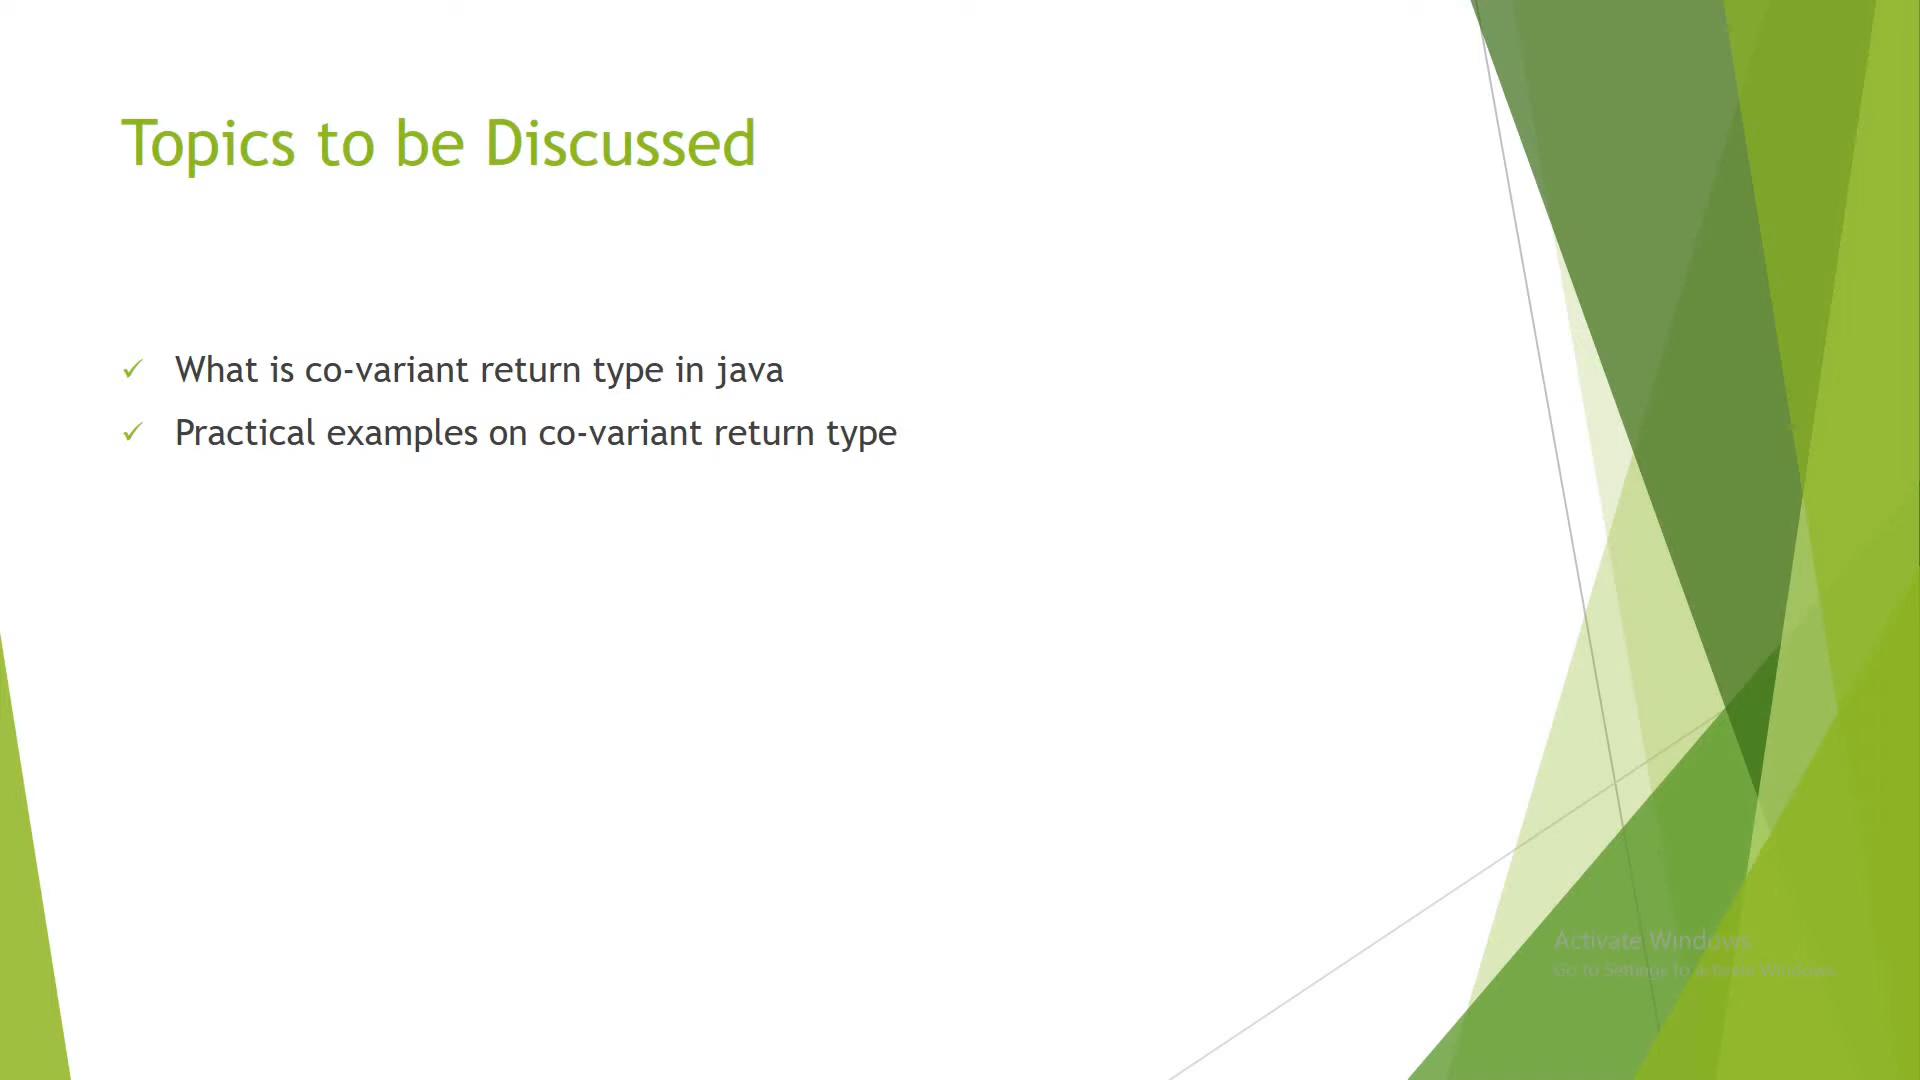 Topics to be Discussed
What is co-variant return type in java
Practical examples on co-variant return type
Activate Windows
Go to Settings to activate Windows.